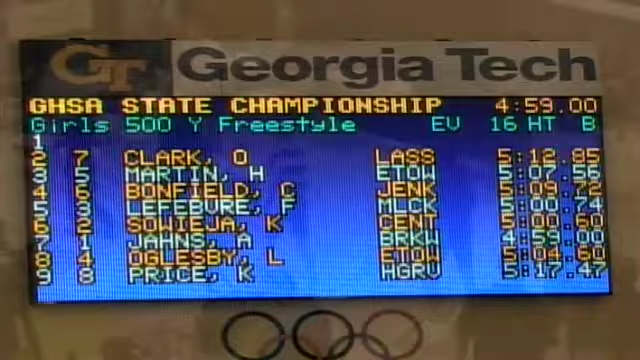 GT Georgia Tech
GHSA STATE CHAMPIONSHIP 4:59.00
Girls 500 Y Freestyle EV 16 HT B
1
2 7 CLARK, O LASS 5:12.85
3 5 MARTIN, H ETOW 5:07.56
4 6 BONFIELD, C JENK 5:09.72
5 3 LEFEBURE, F MLCK 5:00.74
6 2 SOWIEJA, K CENT 5:00.60
7 1 JAHNS, A BRKW 4:59.00
8 4 OGLESBY, L ETOW 5:04.60
9 8 PRICE, K HGRV 5:17.47